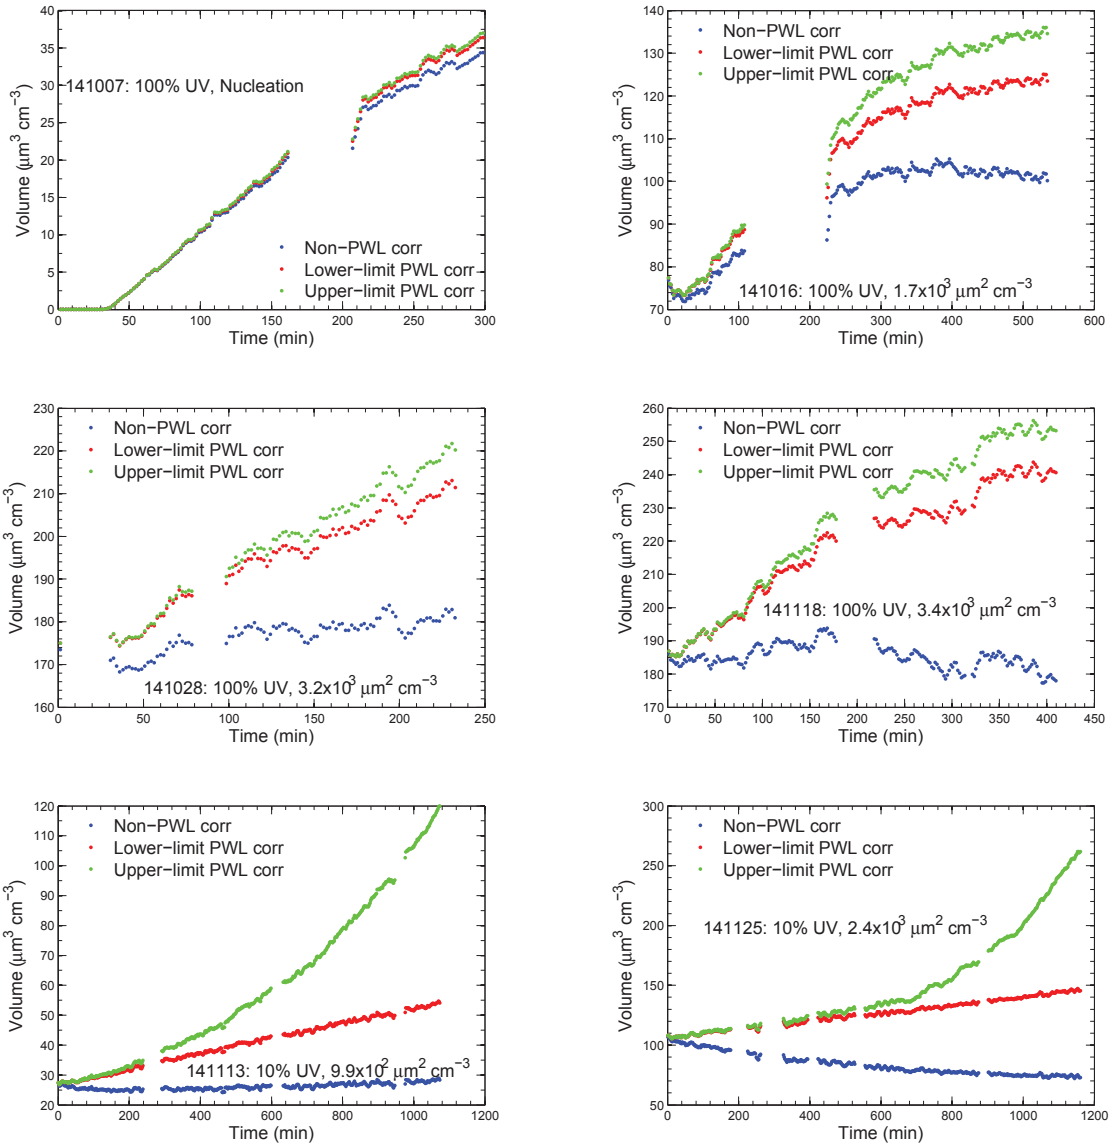 40
35
30
25
20
15
10
5
0
Volume (μm³ cm⁻³)
141007: 100% UV, Nucleation
Non−PWL corr
Lower−limit PWL corr
Upper−limit PWL corr
0 50 100 150 200 250 300
Time (min)
140
130
120
110
100
90
80
70
Volume (μm³ cm⁻³)
Non−PWL corr
Lower−limit PWL corr
Upper−limit PWL corr
141016: 100% UV, 1.7x10³ μm² cm⁻³
0 100 200 300 400 500 600
Time (min)
230
220
210
200
190
180
170
160
Volume (μm³ cm⁻³)
Non−PWL corr
Lower−limit PWL corr
Upper−limit PWL corr
141028: 100% UV, 3.2x10³ μm² cm⁻³
0 50 100 150 200 250
Time (min)
260
250
240
230
220
210
200
190
180
170
Volume (μm³ cm⁻³)
Non−PWL corr
Lower−limit PWL corr
Upper−limit PWL corr
141118: 100% UV, 3.4x10³ μm² cm⁻³
0 50 100 150 200 250 300 350 400 450
Time (min)
120
110
100
90
80
70
60
50
40
30
20
Volume (μm³ cm⁻³)
Non−PWL corr
Lower−limit PWL corr
Upper−limit PWL corr
141113: 10% UV, 9.9x10² μm² cm⁻³
0 200 400 600 800 1000 1200
Time (min)
300
250
200
150
100
50
Volume (μm³ cm⁻³)
Non−PWL corr
Lower−limit PWL corr
Upper−limit PWL corr
141125: 10% UV, 2.4x10³ μm² cm⁻³
0 200 400 600 800 1000 1200
Time (min)